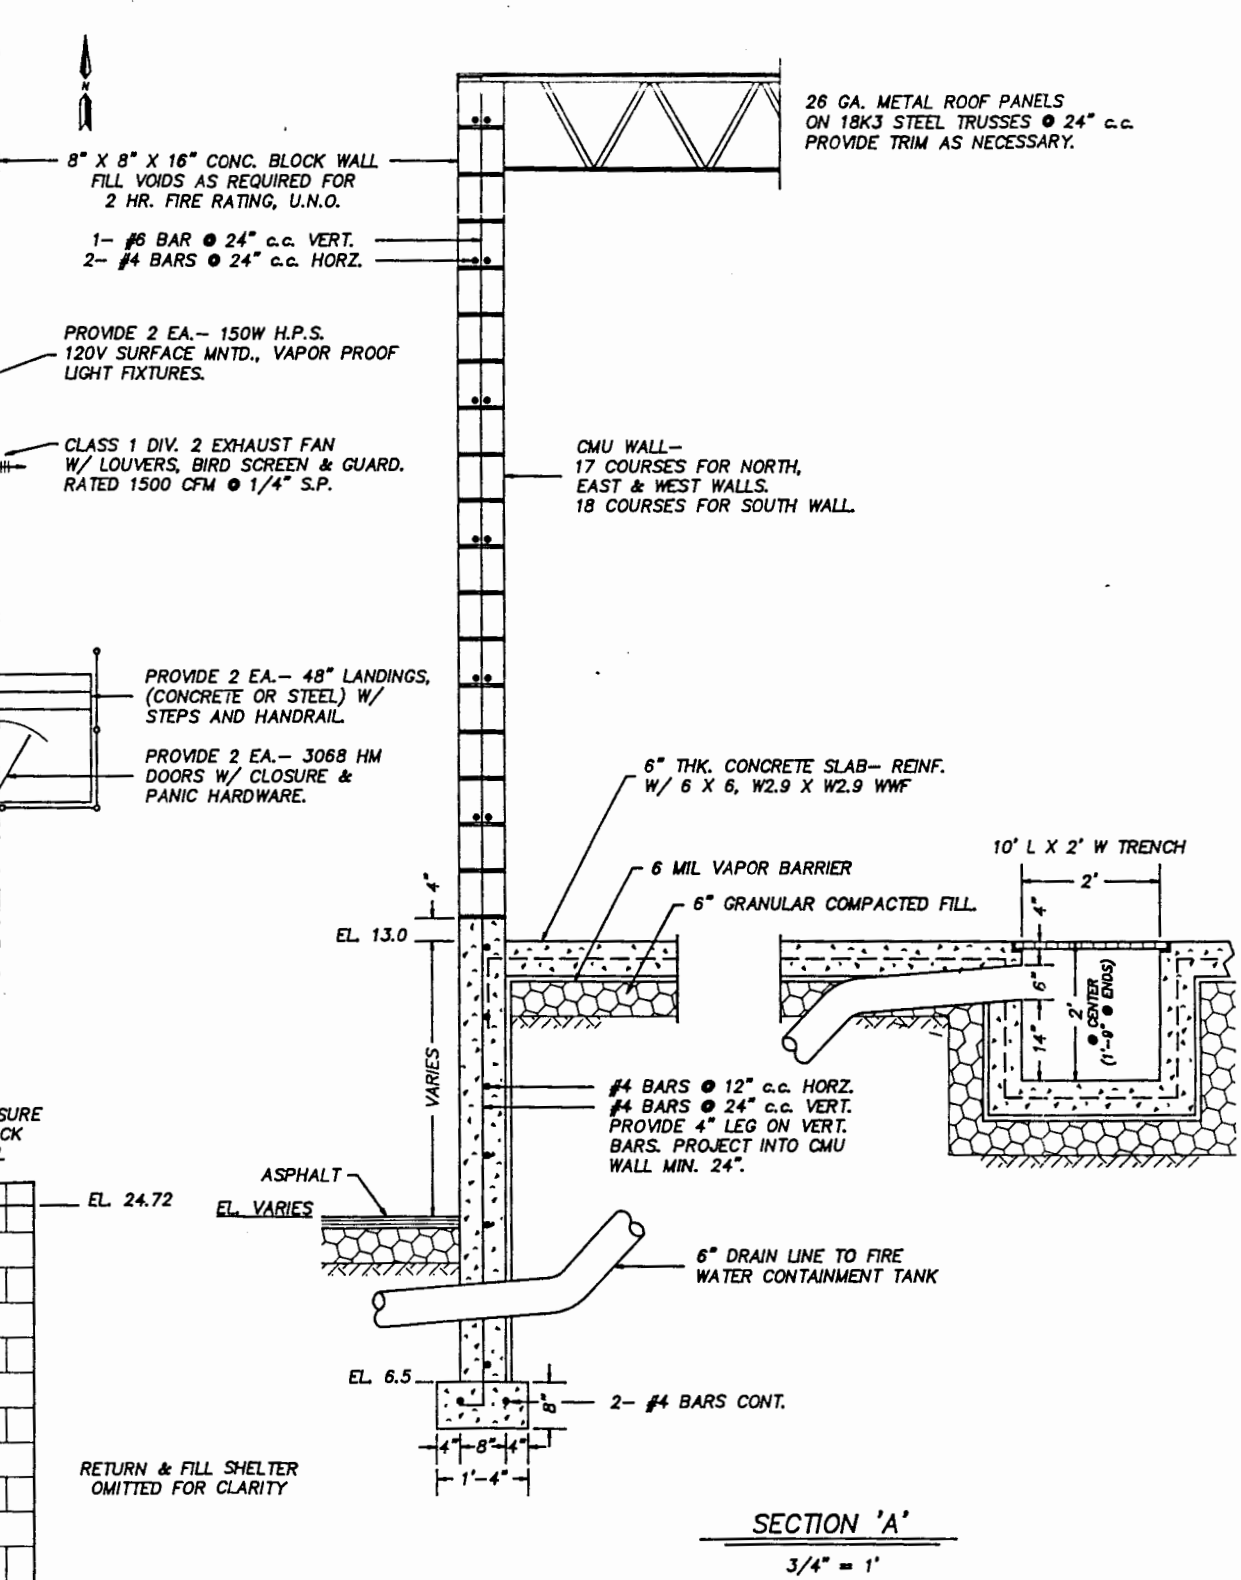 N
26 GA. METAL ROOF PANELS
ON 18K3 STEEL TRUSSES @ 24" c.c.
PROVIDE TRIM AS NECESSARY.
8" X 8" X 16" CONC. BLOCK WALL
FILL VOIDS AS REQUIRED FOR
2 HR. FIRE RATING, U.N.O.
1- #6 BAR @ 24" c.c. VERT.
2- #4 BARS @ 24" c.c. HORZ.
PROVIDE 2 EA.- 150W H.P.S.
120V SURFACE MNTD., VAPOR PROOF
LIGHT FIXTURES.
CLASS 1 DIV. 2 EXHAUST FAN
W/ LOUVERS, BIRD SCREEN & GUARD.
RATED 1500 CFM @ 1/4" S.P.
CMU WALL-
17 COURSES FOR NORTH,
EAST & WEST WALLS.
18 COURSES FOR SOUTH WALL.
PROVIDE 2 EA.- 48" LANDINGS,
(CONCRETE OR STEEL) W/
STEPS AND HANDRAIL.
PROVIDE 2 EA.- 3068 HM
DOORS W/ CLOSURE &
PANIC HARDWARE.
6" THK. CONCRETE SLAB- REINF.
W/ 6 X 6, W2.9 X W2.9 WWF
6 MIL VAPOR BARRIER
6" GRANULAR COMPACTED FILL.
10' L X 2' W TRENCH
2'
4"
4"
EL. 13.0
6"
14"
2'
@ CENTER
(1'-9" @ ENDS)
VARIES
#4 BARS @ 12" c.c. HORZ.
#4 BARS @ 24" c.c. VERT.
PROVIDE 4" LEG ON VERT.
BARS. PROJECT INTO CMU
WALL MIN. 24".
SURE
CK
EL. 24.72
ASPHALT
EL. VARIES
6" DRAIN LINE TO FIRE
WATER CONTAINMENT TANK
EL. 6.5
8"
2- #4 BARS CONT.
4" 8" 4"
1'-4"
RETURN & FILL SHELTER
OMITTED FOR CLARITY
SECTION 'A'
3/4" = 1'